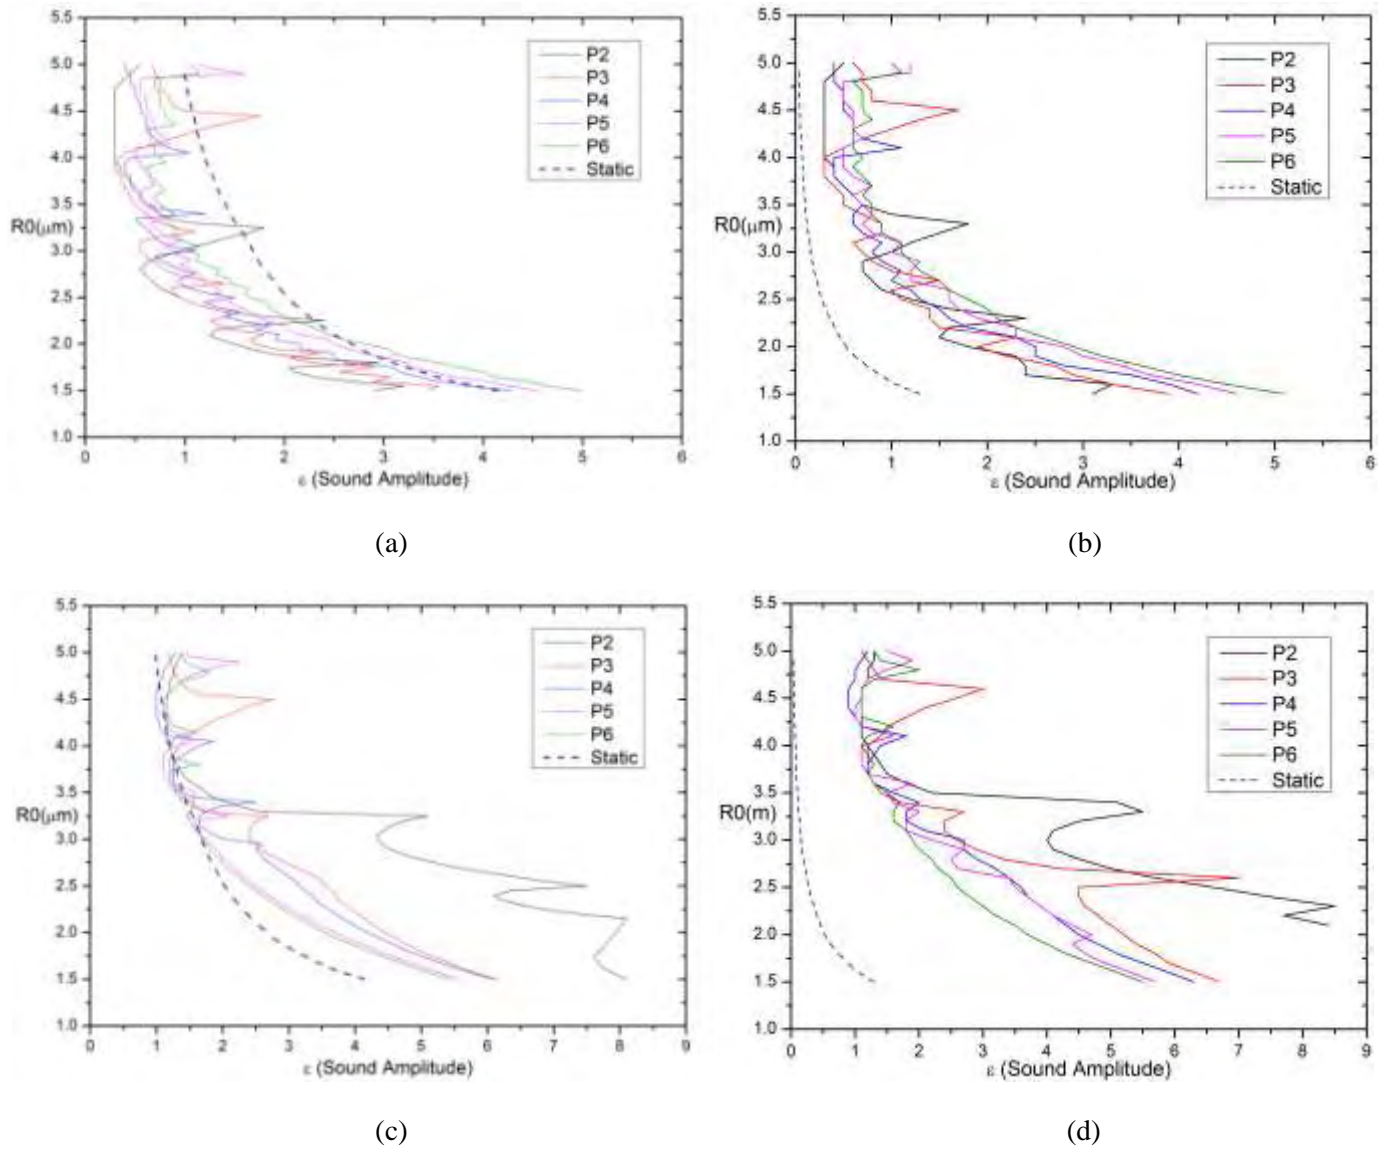 5.5
5.0
4.5
4.0
3.5
R0(μm)
3.0
2.5
2.0
1.5
1.0
0 1 2 3 4 5 6
ε (Sound Amplitude)
P2
P3
P4
P5
P6
Static
(a)
5.5
5.0
4.5
4.0
3.5
R0(μm)
3.0
2.5
2.0
1.5
1.0
0 1 2 3 4 5 6
ε (Sound Amplitude)
P2
P3
P4
P5
P6
Static
(b)
5.5
5.0
4.5
4.0
3.5
R0(μm)
3.0
2.5
2.0
1.5
1.0
0 1 2 3 4 5 6 7 8 9
ε (Sound Amplitude)
P2
P3
P4
P5
P6
Static
(c)
5.5
5.0
4.5
4.0
3.5
R0(m)
3.0
2.5
2.0
1.5
1.0
0 1 2 3 4 5 6 7 8 9
ε (Sound Amplitude)
P2
P3
P4
P5
P6
Static
(d)